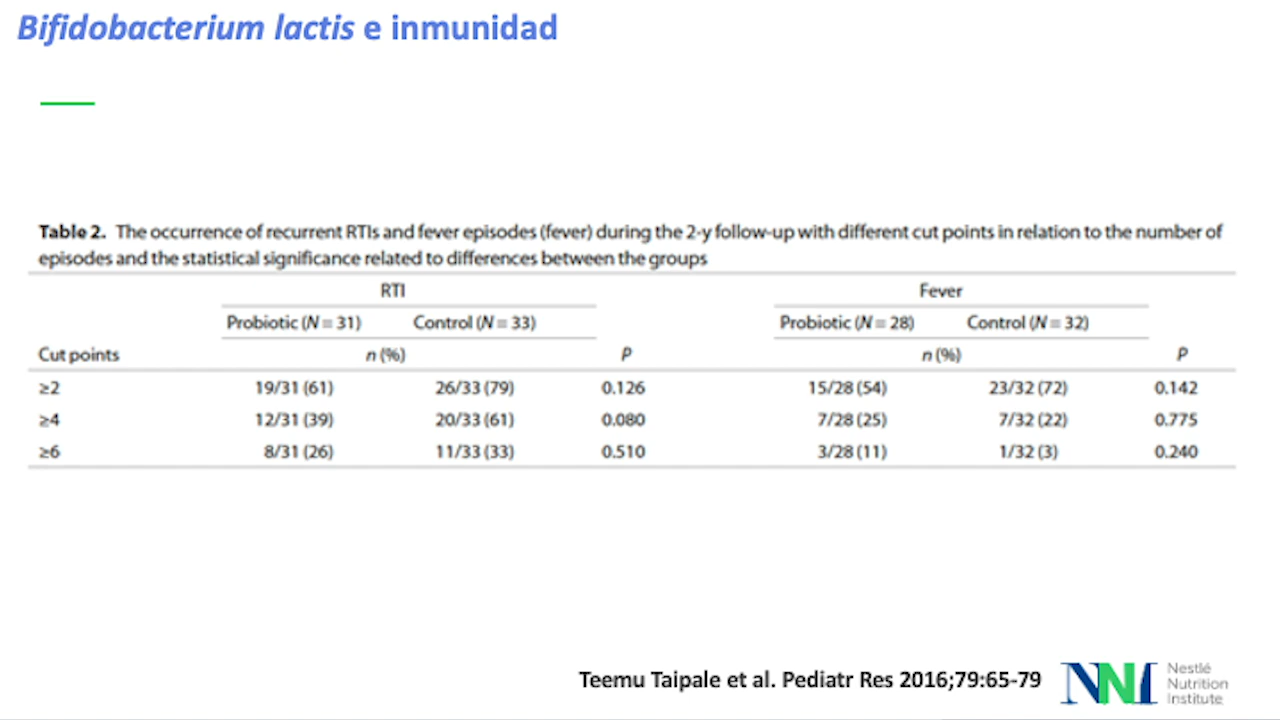 Bifidobacterium lactis e inmunidad
Table 2. The occurrence of recurrent RTIs and fever episodes (fever) during the 2-y follow-up with different cut points in relation to the number of
episodes and the statistical significance related to differences between the groups
RTI Fever
Probiotic (N = 31) Control (N = 33) Probiotic (N = 28) Control (N = 32)
Cut points n (%) P n (%) P
≥2 19/31 (61) 26/33 (79) 0.126 15/28 (54) 23/32 (72) 0.142
≥4 12/31 (39) 20/33 (61) 0.080 7/28 (25) 7/32 (22) 0.775
≥6 8/31 (26) 11/33 (33) 0.510 3/28 (11) 1/32 (3) 0.240
Teemu Taipale et al. Pediatr Res 2016;79:65-79
NNI
Nestlé
Nutrition
Institute